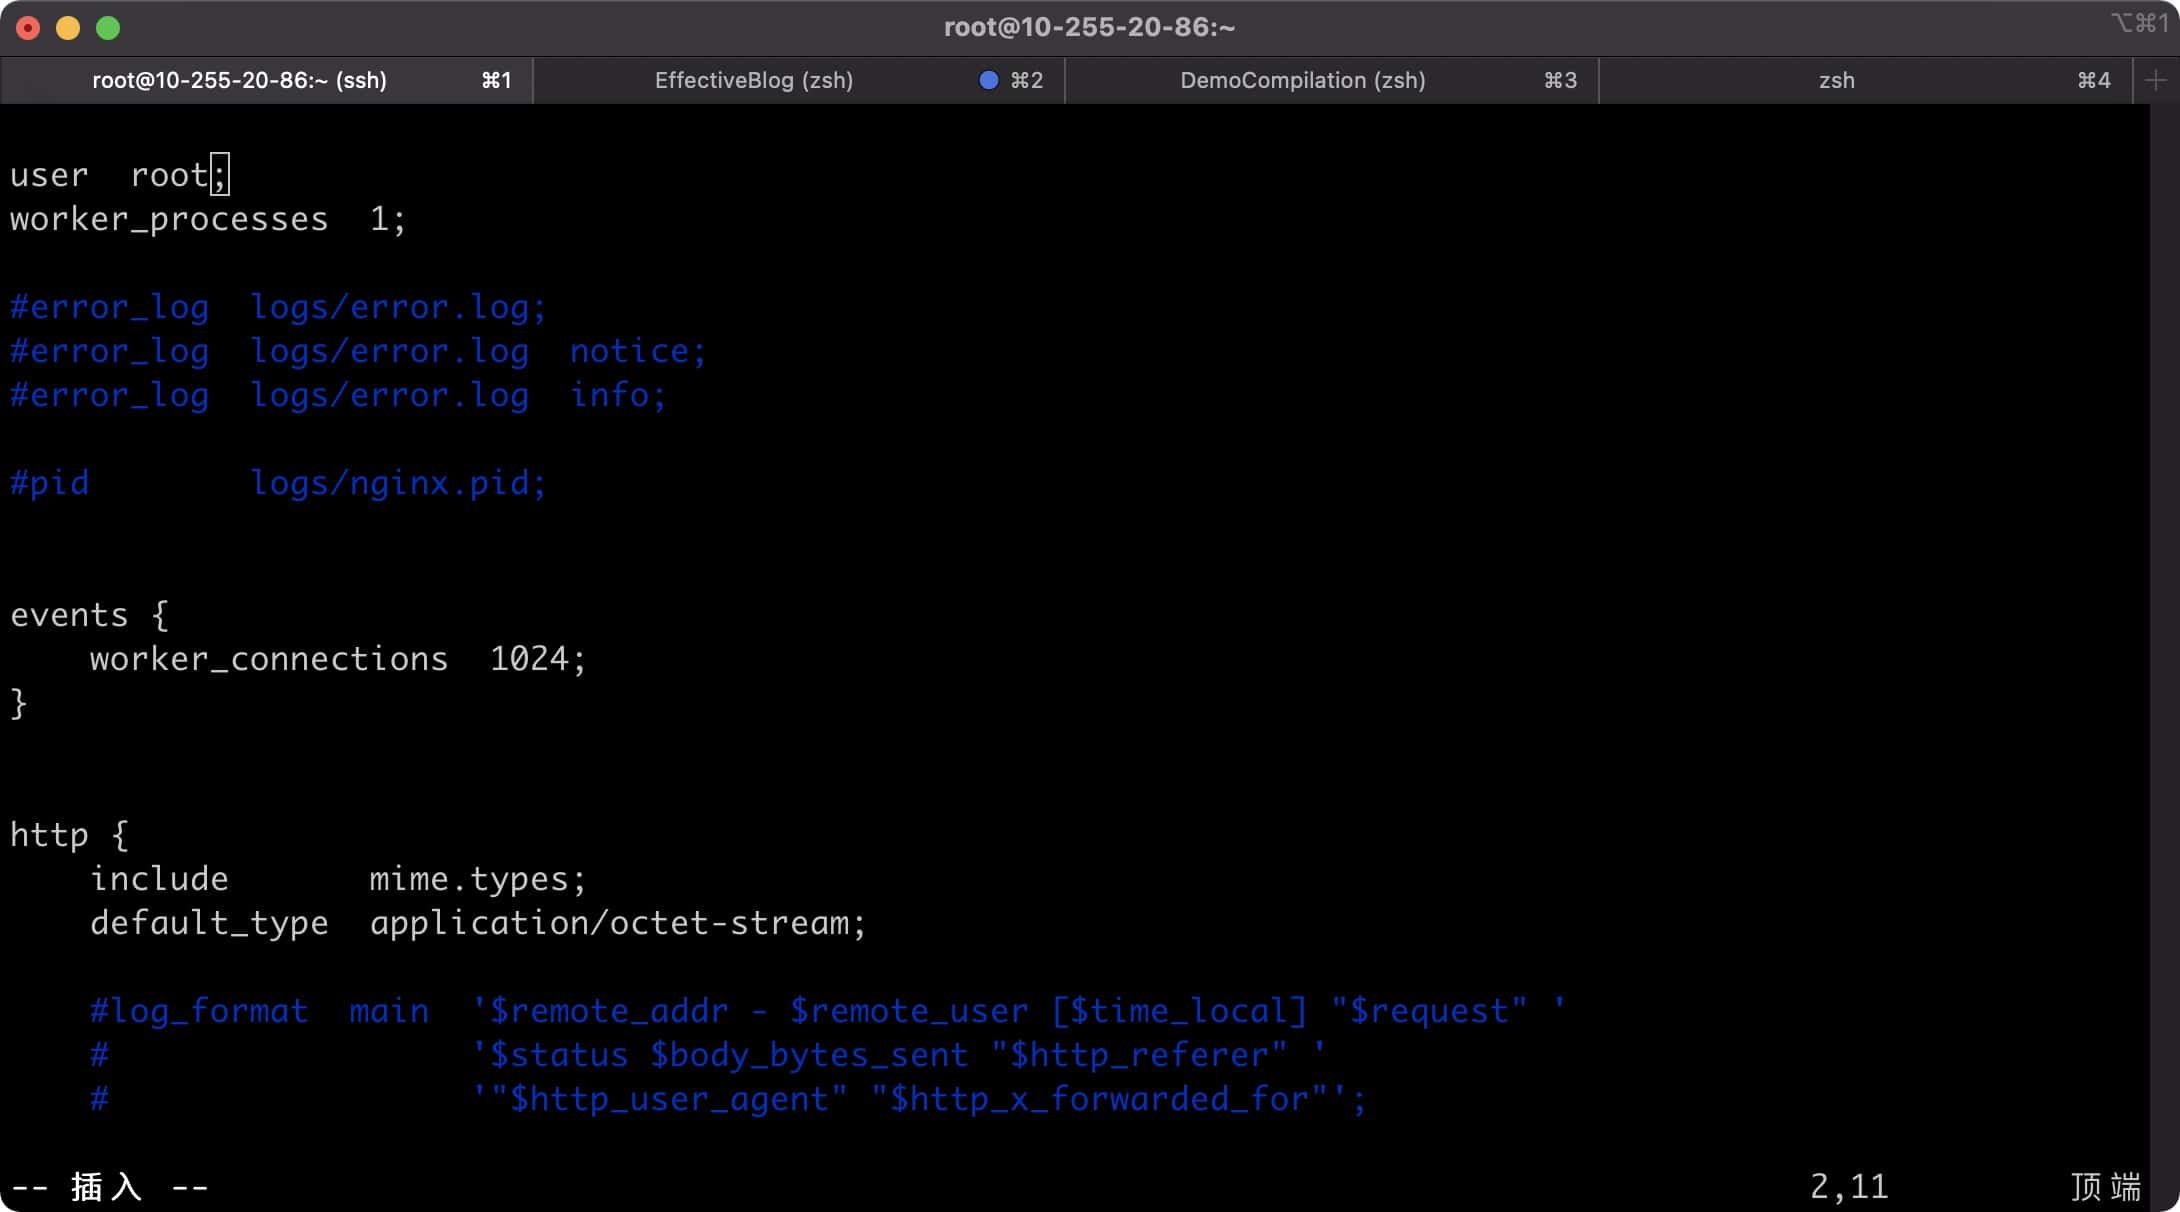 root@10-255-20-86:~
⌥⌘1
root@10-255-20-86:~ (ssh) ⌘1 EffectiveBlog (zsh) ⌘2 DemoCompilation (zsh) ⌘3 zsh ⌘4 +
user  root;
worker_processes  1;
#error_log  logs/error.log;
#error_log  logs/error.log  notice;
#error_log  logs/error.log  info;
#pid        logs/nginx.pid;
events {
    worker_connections  1024;
}
http {
    include       mime.types;
    default_type  application/octet-stream;
    #log_format  main  '$remote_addr - $remote_user [$time_local] "$request" '
    #                  '$status $body_bytes_sent "$http_referer" '
    #                  '"$http_user_agent" "$http_x_forwarded_for"';
-- 插入 -- 2,11 顶端